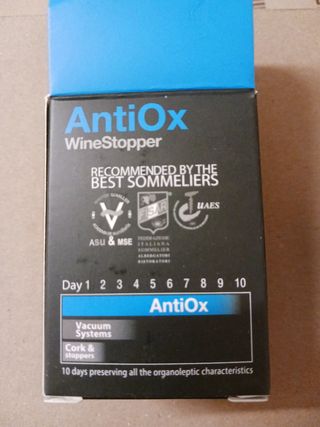 AntiOx
WineStopper
RECOMMENDED BY THE
BEST SOMMELIERS
ASU & MSE
FEDERAZIONE
ITALIANA
SOMMELIER
ALBERGATORI
RISTORATORI
UAES
Day 1 2 3 4 5 6 7 8 9 10
AntiOx
Vacuum
Systems
Cork &
stoppers
10 days preserving all the organoleptic characteristics